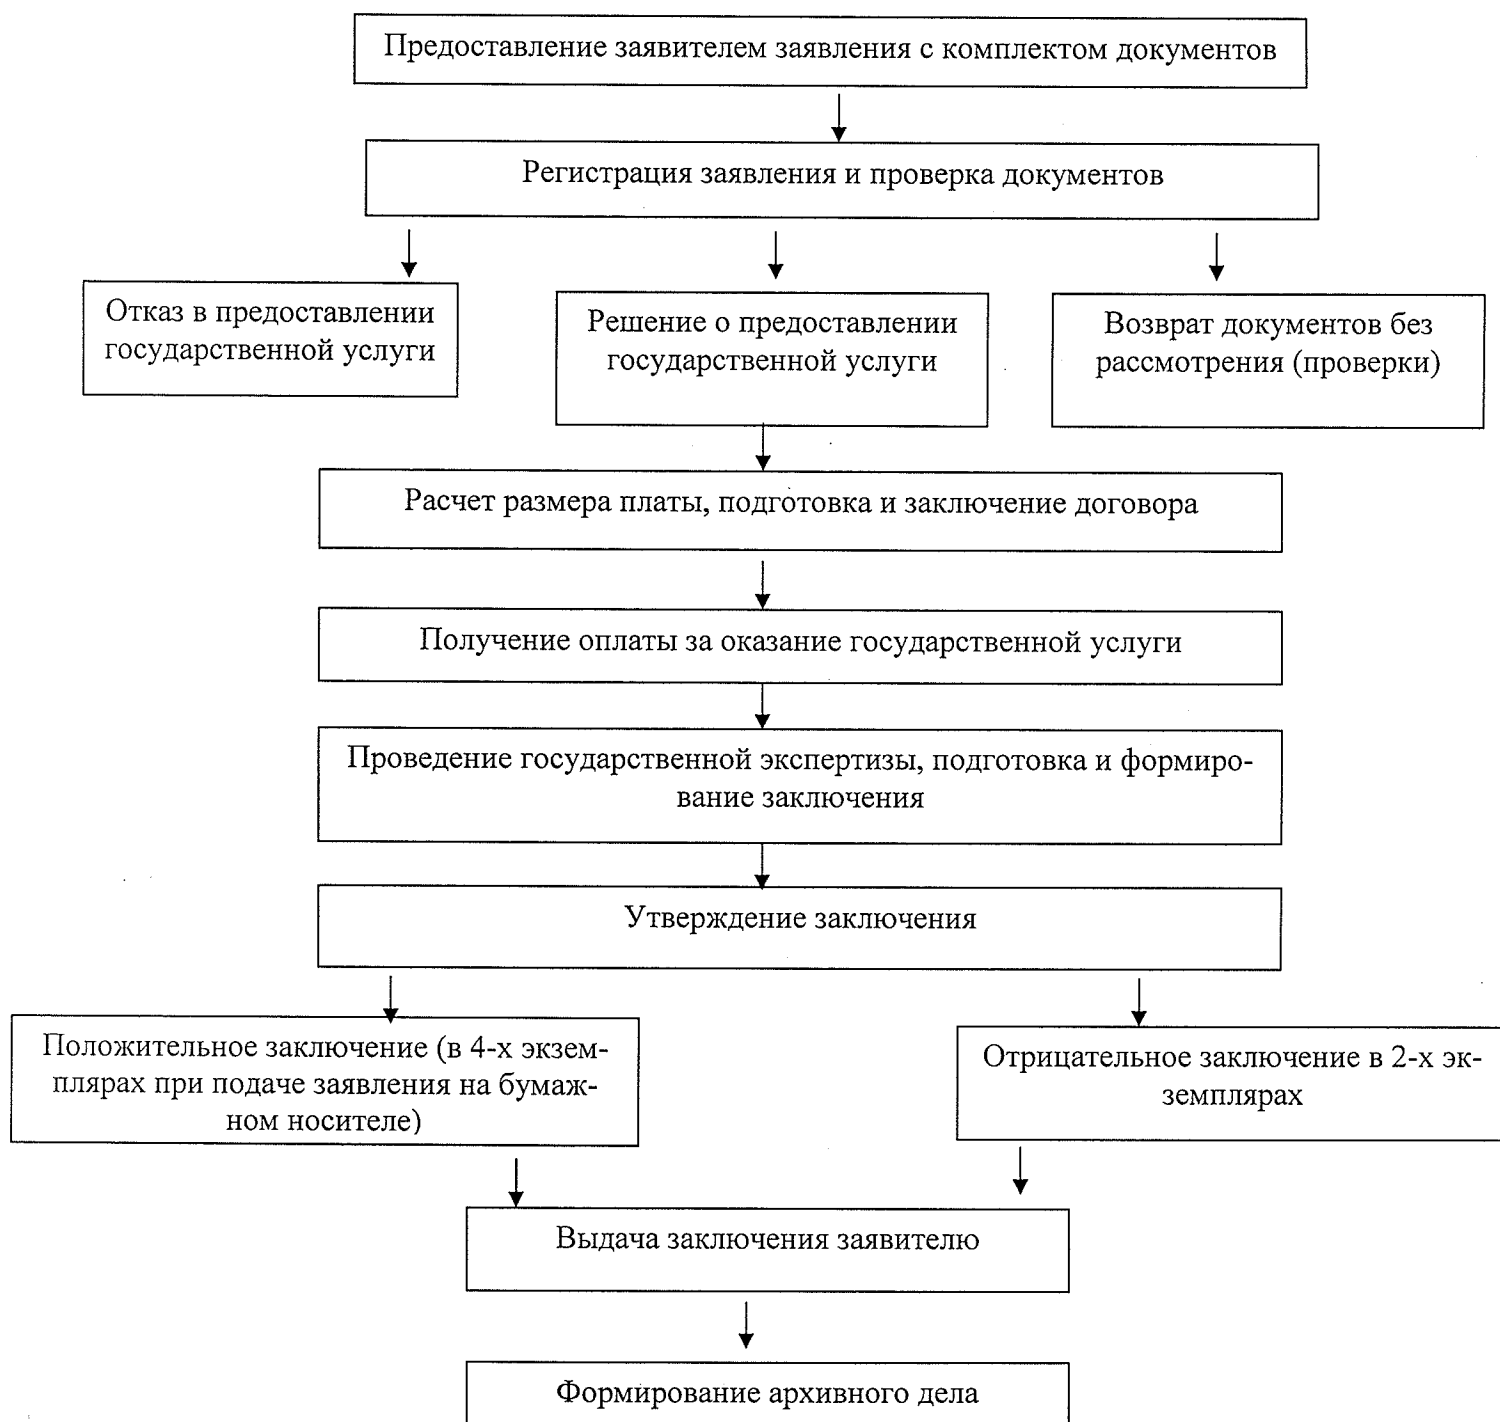 Предоставление заявителем заявления с комплектом документов
Регистрация заявления и проверка документов
Отказ в предоставлении
государственной услуги
Решение о предоставлении
государственной услуги
Возврат документов без
рассмотрения (проверки)
Расчет размера платы, подготовка и заключение договора
Получение оплаты за оказание государственной услуги
Проведение государственной экспертизы, подготовка и формиро-
вание заключения
Утверждение заключения
Положительное заключение (в 4-х экзем-
плярах при подаче заявления на бумаж-
ном носителе)
Отрицательное заключение в 2-х эк-
земплярах
Выдача заключения заявителю
Формирование архивного дела